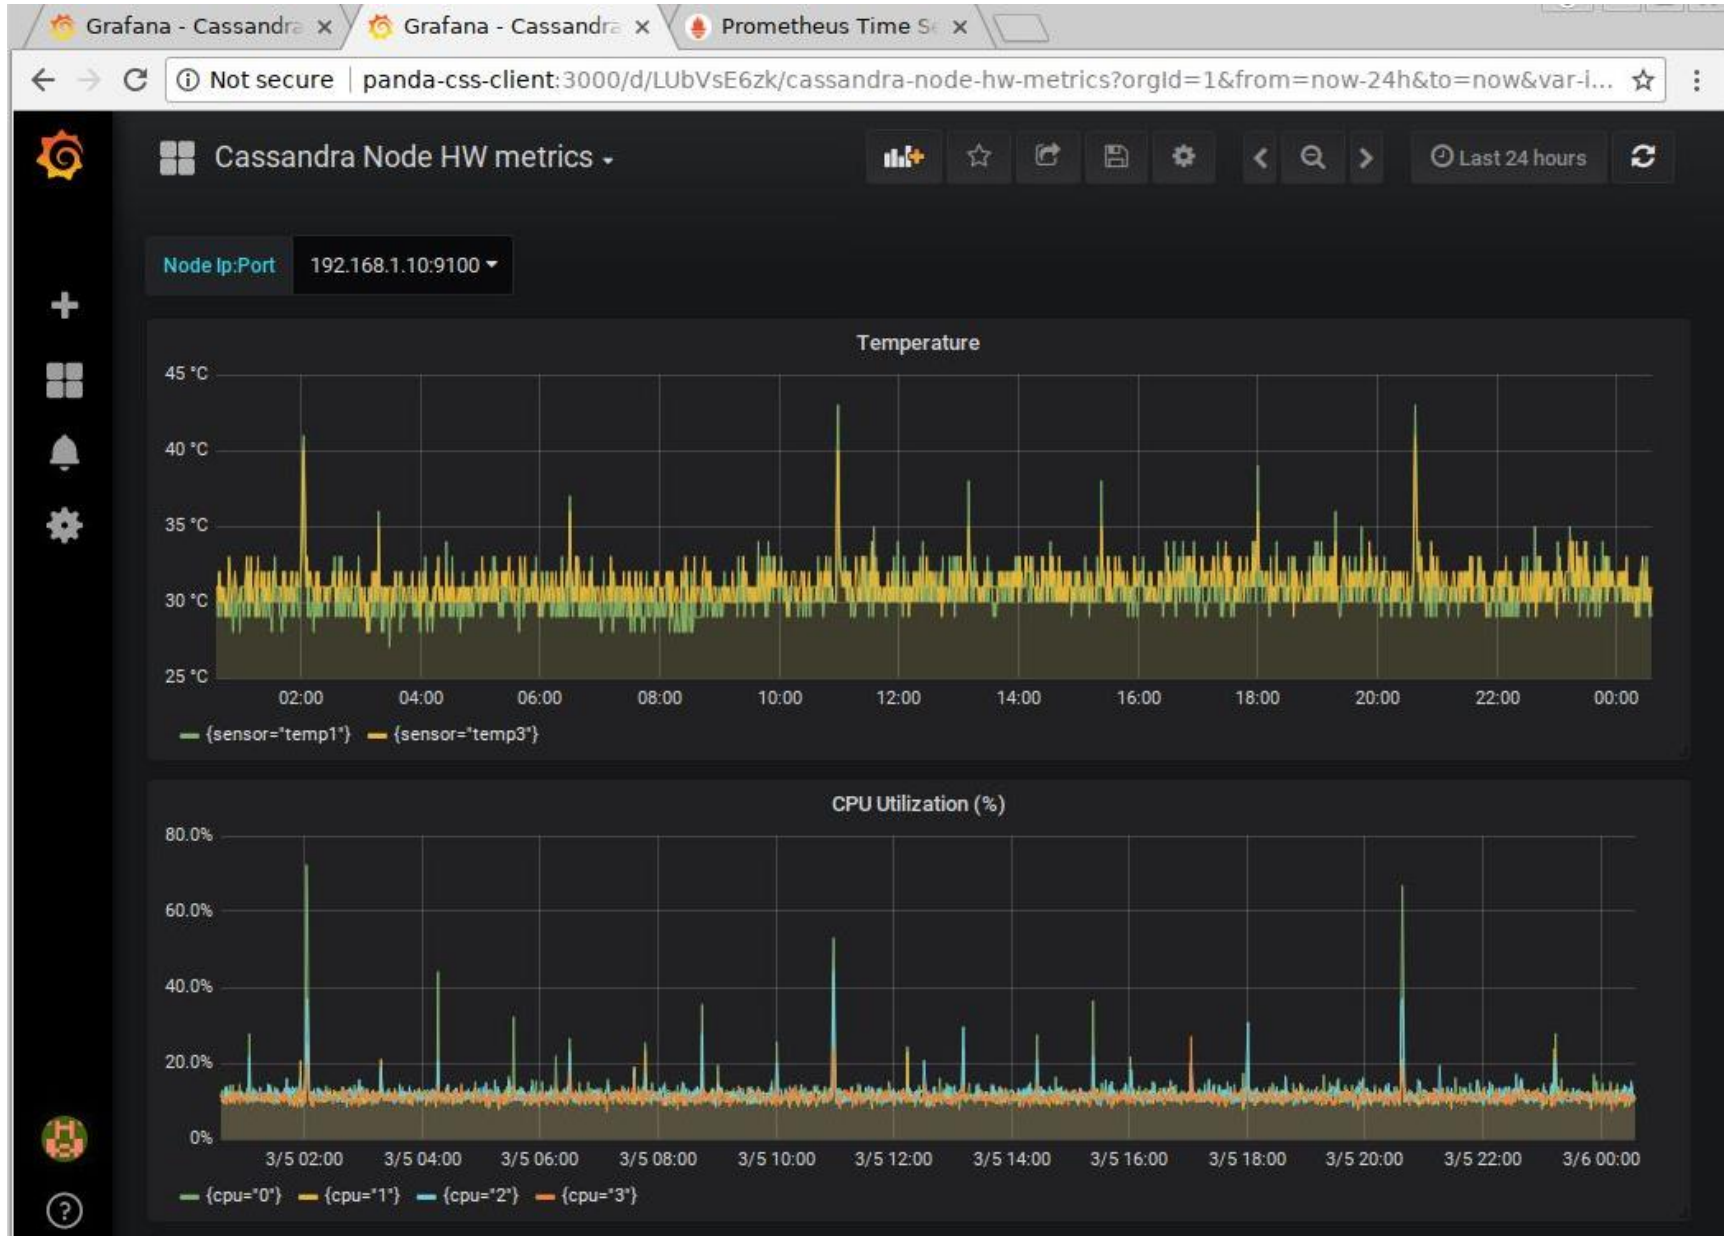 Grafana - Cassandra
Grafana - Cassandra
Prometheus Time Se
Not secure | panda-css-client:3000/d/LUbVsE6zk/cassandra-node-hw-metrics?orgId=1&from=now-24h&to=now&var-i...
Cassandra Node HW metrics
Last 24 hours
Node Ip:Port 192.168.1.10:9100
Temperature
45 °C
40 °C
35 °C
30 °C
25 °C
02:00 04:00 06:00 08:00 10:00 12:00 14:00 16:00 18:00 20:00 22:00 00:00
{sensor="temp1"} {sensor="temp3"}
CPU Utilization (%)
80.0%
60.0%
40.0%
20.0%
0%
3/5 02:00 3/5 04:00 3/5 06:00 3/5 08:00 3/5 10:00 3/5 12:00 3/5 14:00 3/5 16:00 3/5 18:00 3/5 20:00 3/5 22:00 3/6 00:00
{cpu="0"} {cpu="1"} {cpu="2"} {cpu="3"}